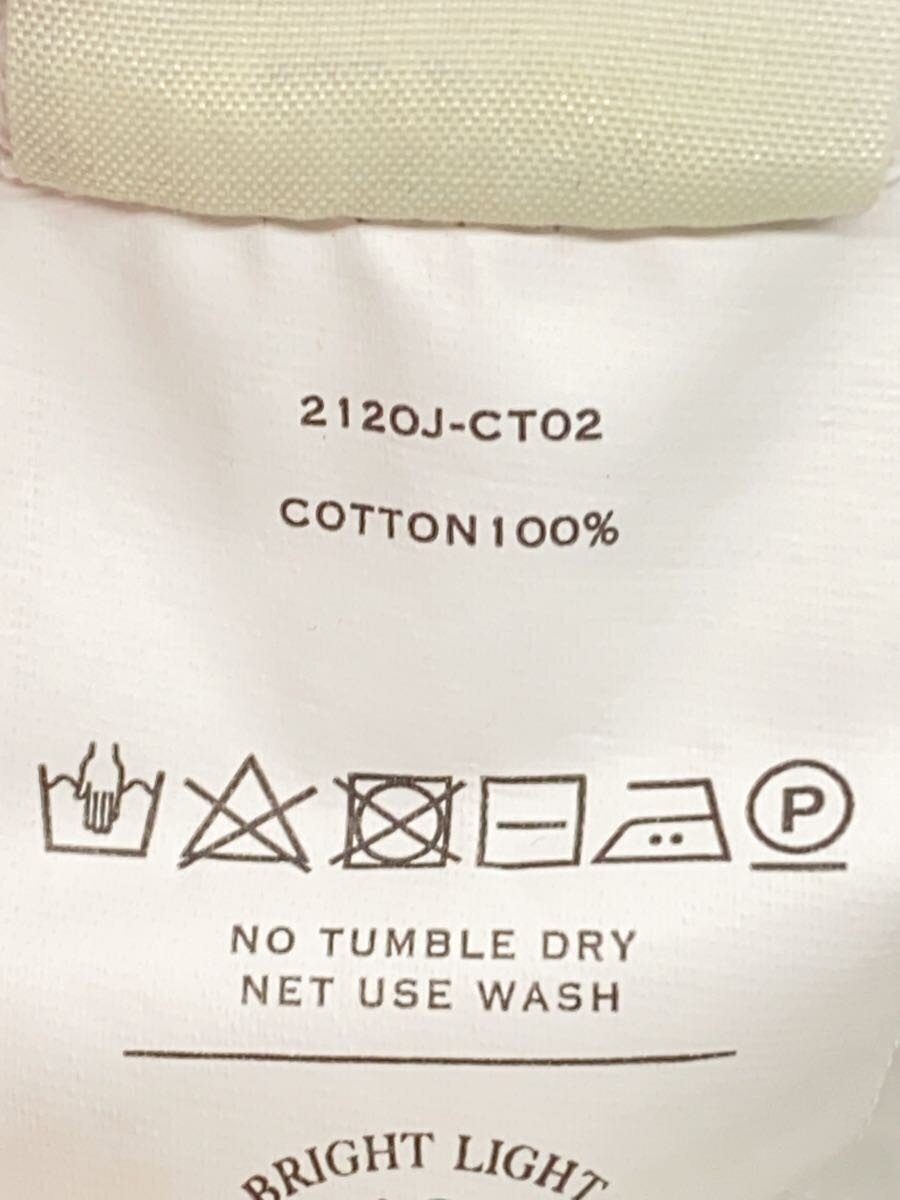 2120J-CT02
COTTON100%
P
NO TUMBLE DRY
NET USE WASH
BRIGHT LIGHT